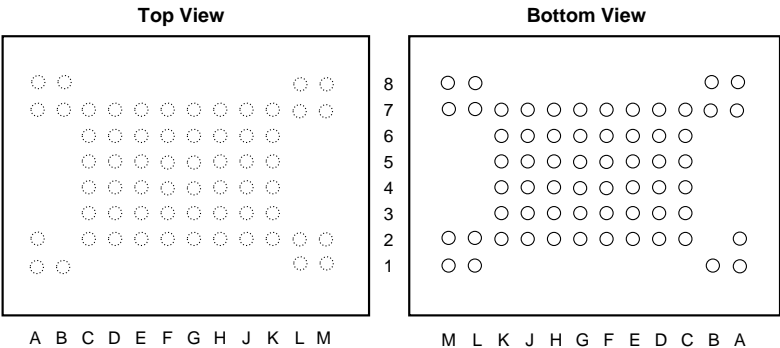 Top View
Bottom View
8
7
6
5
4
3
2
1
A B C D E F G H J K L M
M L K J H G F E D C B A